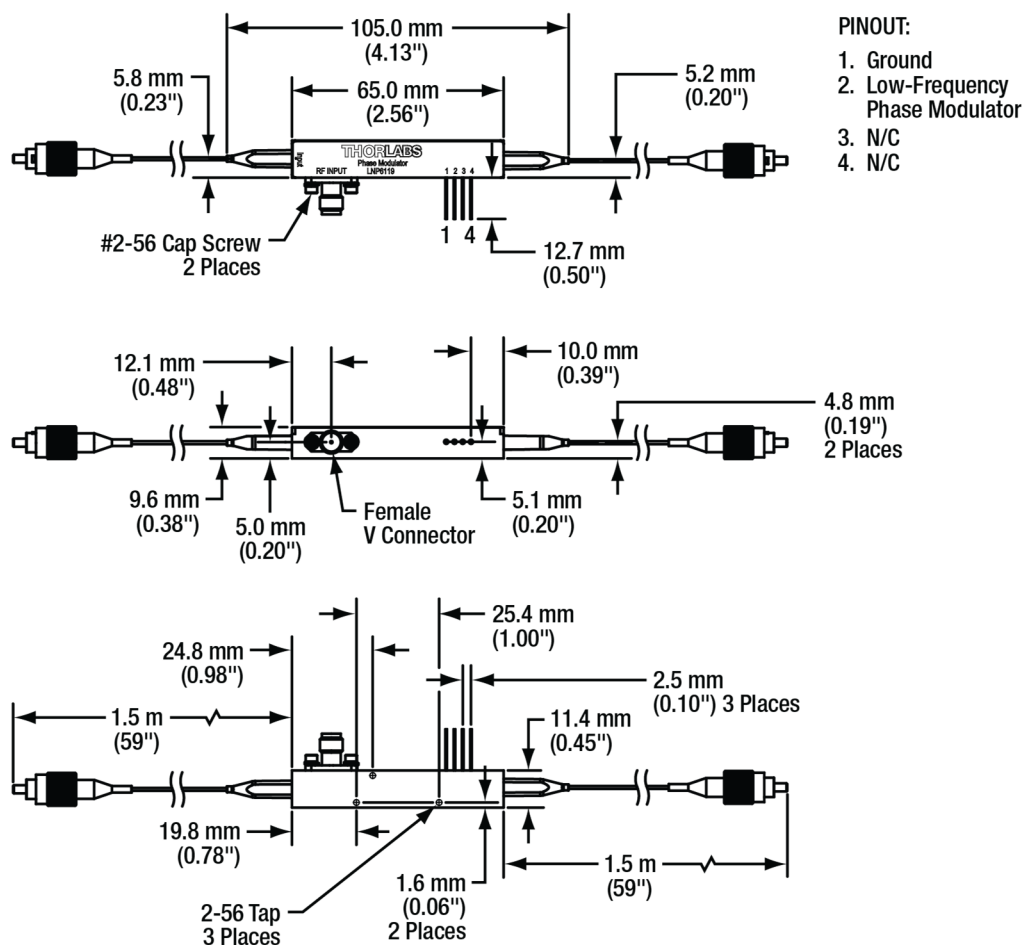 105.0 mm
(4.13")
5.8 mm
(0.23")
65.0 mm
(2.56")
5.2 mm
(0.20")
PINOUT:
1. Ground
2. Low-Frequency
Phase Modulator
3. N/C
4. N/C
Input
THORLABS
Phase Modulator
RF INPUT LNP6119
1 2 3 4
1 4
#2-56 Cap Screw
2 Places
12.7 mm
(0.50")
12.1 mm
(0.48")
10.0 mm
(0.39")
4.8 mm
(0.19")
2 Places
9.6 mm
(0.38")
5.0 mm
(0.20")
Female
V Connector
5.1 mm
(0.20")
25.4 mm
(1.00")
24.8 mm
(0.98")
2.5 mm
(0.10") 3 Places
1.5 m
(59")
11.4 mm
(0.45")
19.8 mm
(0.78")
1.6 mm
(0.06")
2 Places
1.5 m
(59")
2-56 Tap
3 Places